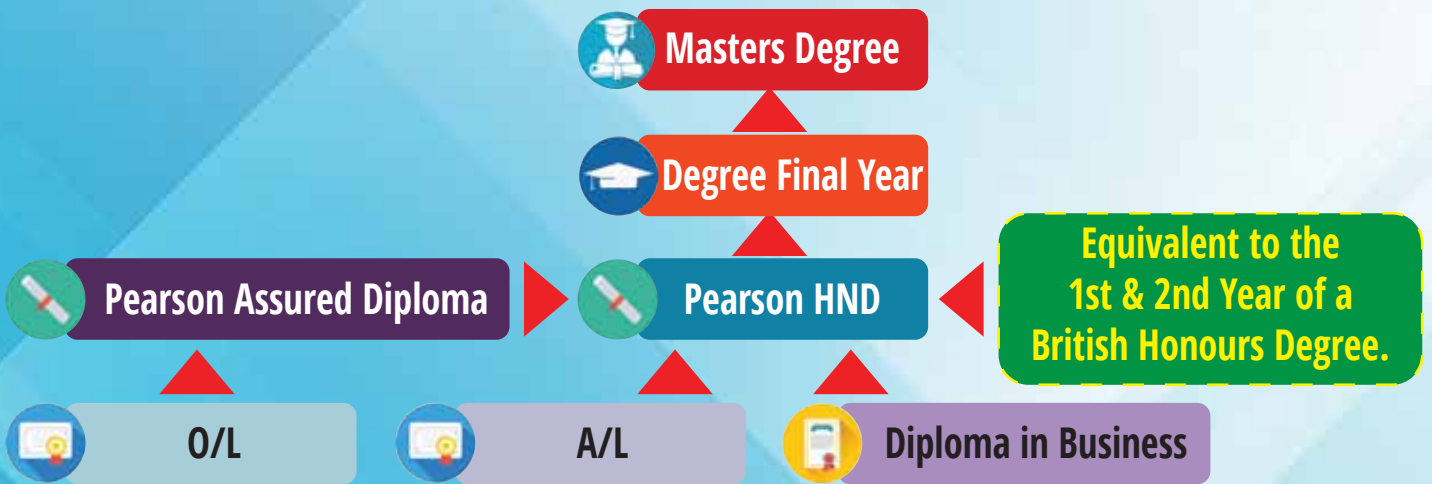 Masters Degree
Degree Final Year
Pearson Assured Diploma
Pearson HND
Equivalent to the
1st & 2nd Year of a
British Honours Degree.
O/L
A/L
Diploma in Business